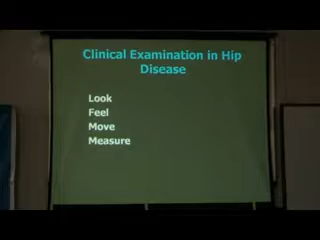 Clinical Examination in Hip
Disease
Look
Feel
Move
Measure